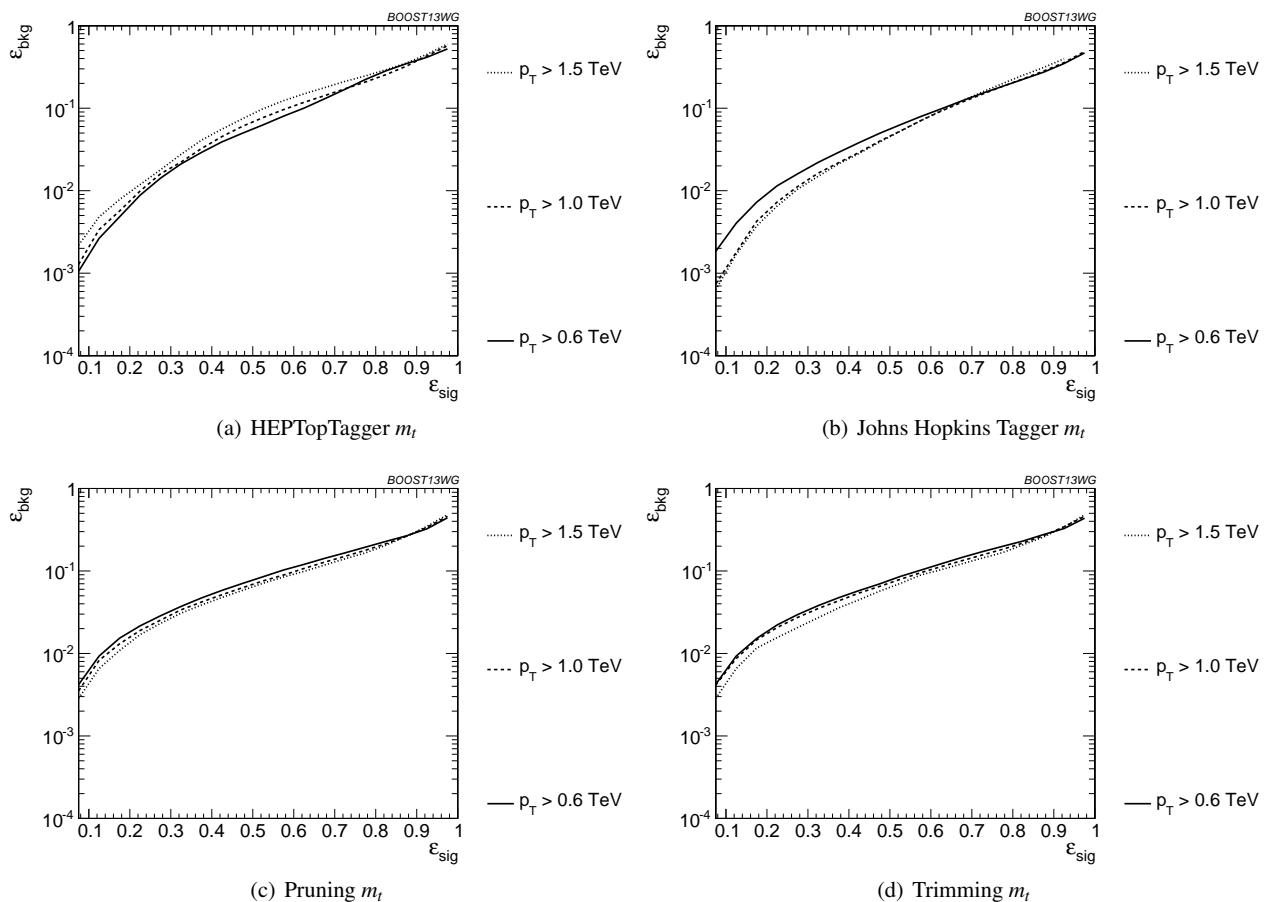 BOOST13WG
ε_bkg
1
10^-1
10^-2
10^-3
10^-4
0.1 0.2 0.3 0.4 0.5 0.6 0.7 0.8 0.9 1
ε_sig
p_T > 1.5 TeV
p_T > 1.0 TeV
p_T > 0.6 TeV
(a) HEPTopTagger m_t
BOOST13WG
ε_bkg
1
10^-1
10^-2
10^-3
10^-4
0.1 0.2 0.3 0.4 0.5 0.6 0.7 0.8 0.9 1
ε_sig
p_T > 1.5 TeV
p_T > 1.0 TeV
p_T > 0.6 TeV
(b) Johns Hopkins Tagger m_t
BOOST13WG
ε_bkg
1
10^-1
10^-2
10^-3
10^-4
0.1 0.2 0.3 0.4 0.5 0.6 0.7 0.8 0.9 1
ε_sig
p_T > 1.5 TeV
p_T > 1.0 TeV
p_T > 0.6 TeV
(c) Pruning m_t
BOOST13WG
ε_bkg
1
10^-1
10^-2
10^-3
10^-4
0.1 0.2 0.3 0.4 0.5 0.6 0.7 0.8 0.9 1
ε_sig
p_T > 1.5 TeV
p_T > 1.0 TeV
p_T > 0.6 TeV
(d) Trimming m_t